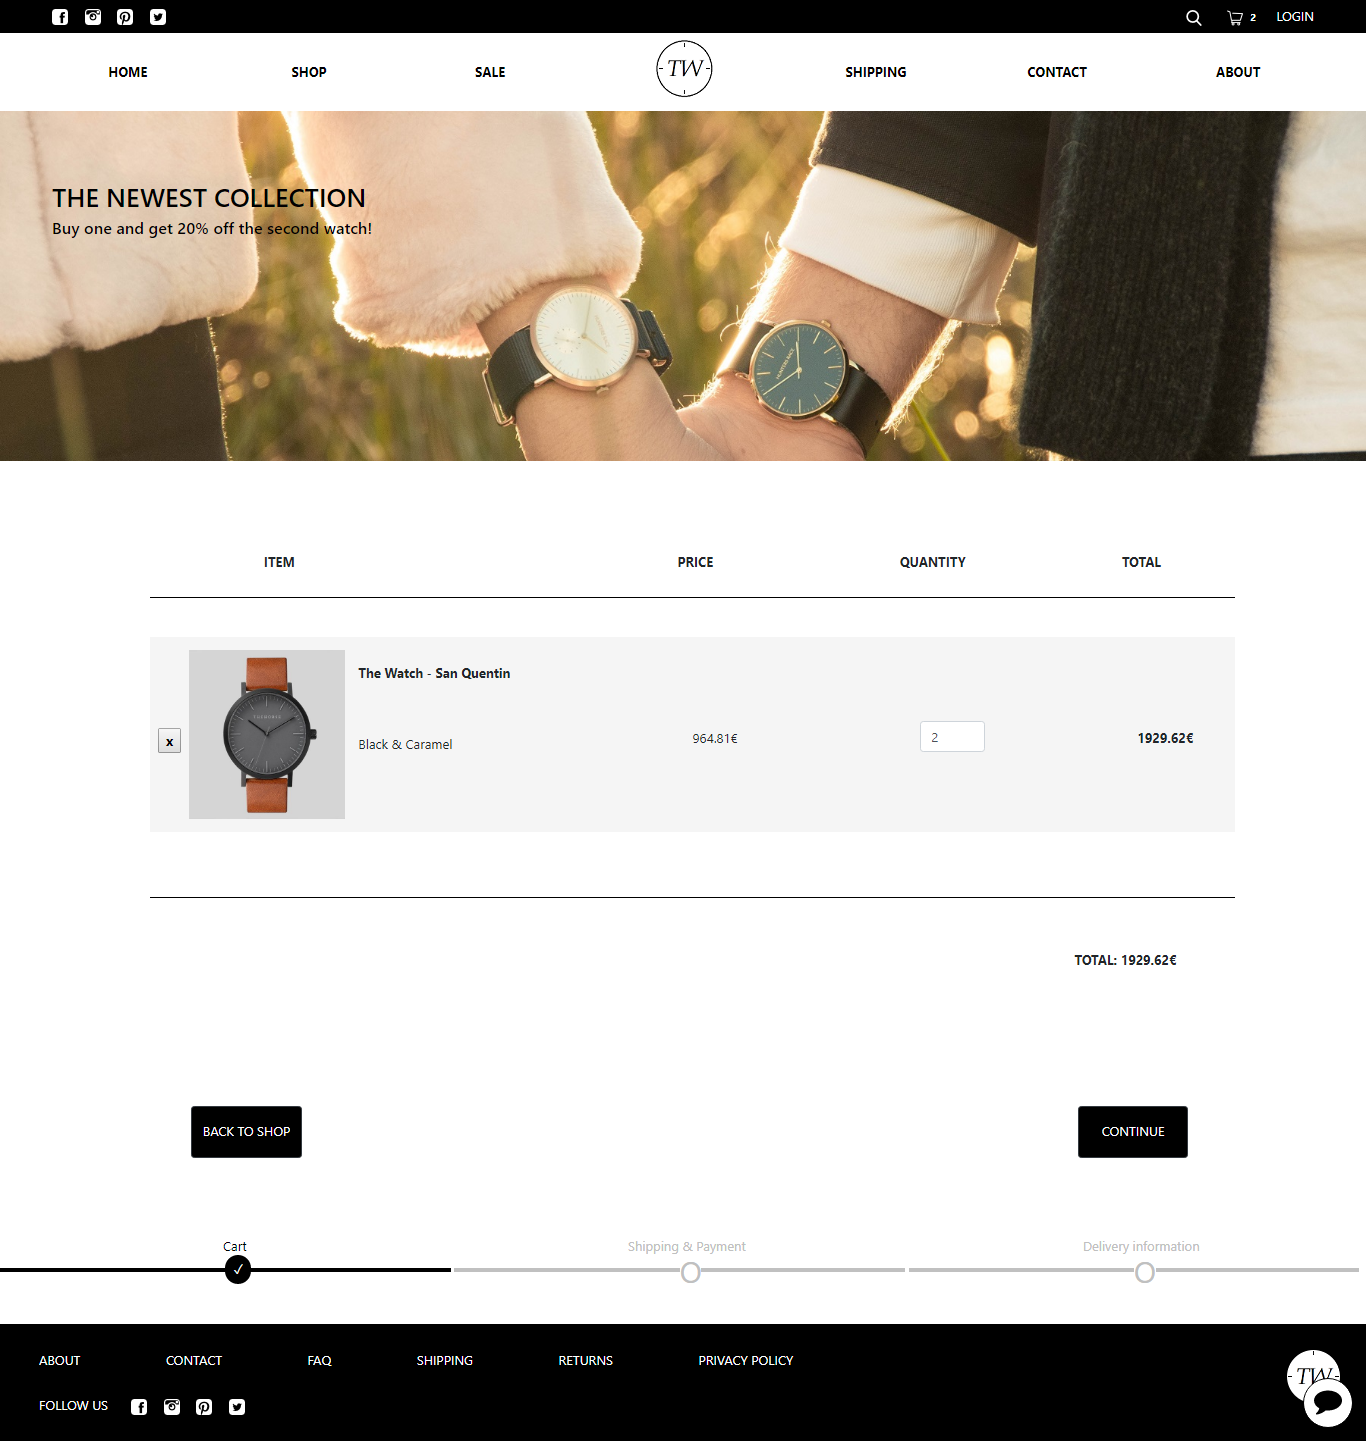 2 LOGIN
HOME SHOP SALE TW SHIPPING CONTACT ABOUT
THE NEWEST COLLECTION
Buy one and get 20% off the second watch!
ITEM PRICE QUANTITY TOTAL
The Watch - San Quentin
x Black & Caramel 964.81€ 2 1929.62€
TOTAL: 1929.62€
BACK TO SHOP CONTINUE
Cart Shipping & Payment Delivery information
ABOUT CONTACT FAQ SHIPPING RETURNS PRIVACY POLICY
TW
FOLLOW US